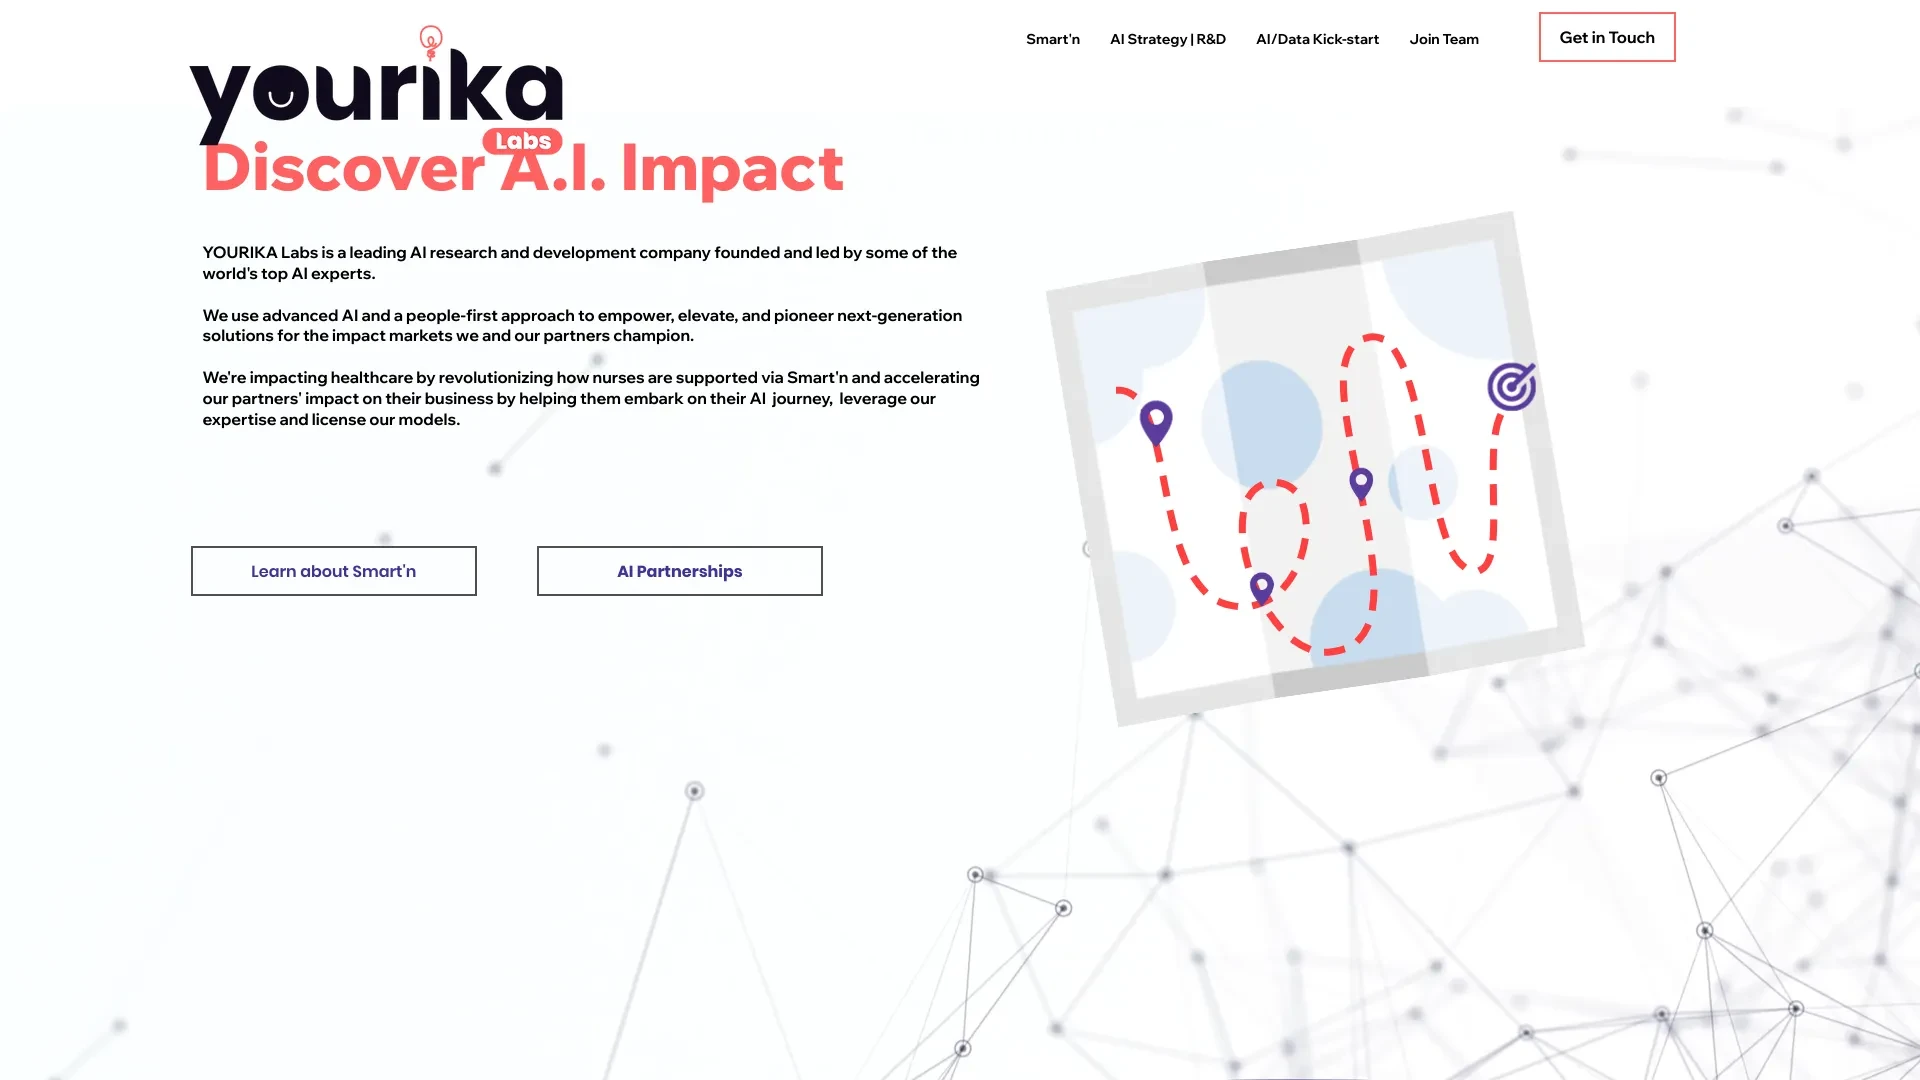 yourika
Labs
Smart'n
AI Strategy | R&D
AI/Data Kick-start
Join Team
Get in Touch
Discover A.I. Impact
YOURIKA Labs is a leading AI research and development company founded and led by some of the
world's top AI experts.
We use advanced AI and a people-first approach to empower, elevate, and pioneer next-generation
solutions for the impact markets we and our partners champion.
We're impacting healthcare by revolutionizing how nurses are supported via Smart'n and accelerating
our partners' impact on their business by helping them embark on their AI  journey,  leverage our
expertise and license our models.
Learn about Smart'n
AI Partnerships